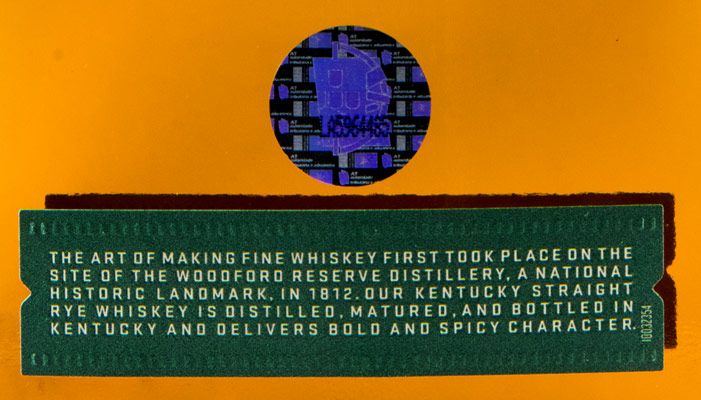 LA5964485
THE ART OF MAKING FINE WHISKEY FIRST TOOK PLACE ON THE
SITE OF THE WOODFORD RESERVE DISTILLERY, A NATIONAL
HISTORIC LANDMARK, IN 1812. OUR KENTUCKY STRAIGHT
RYE WHISKEY IS DISTILLED, MATURED, AND BOTTLED IN
KENTUCKY AND DELIVERS BOLD AND SPICY CHARACTER.
10032354